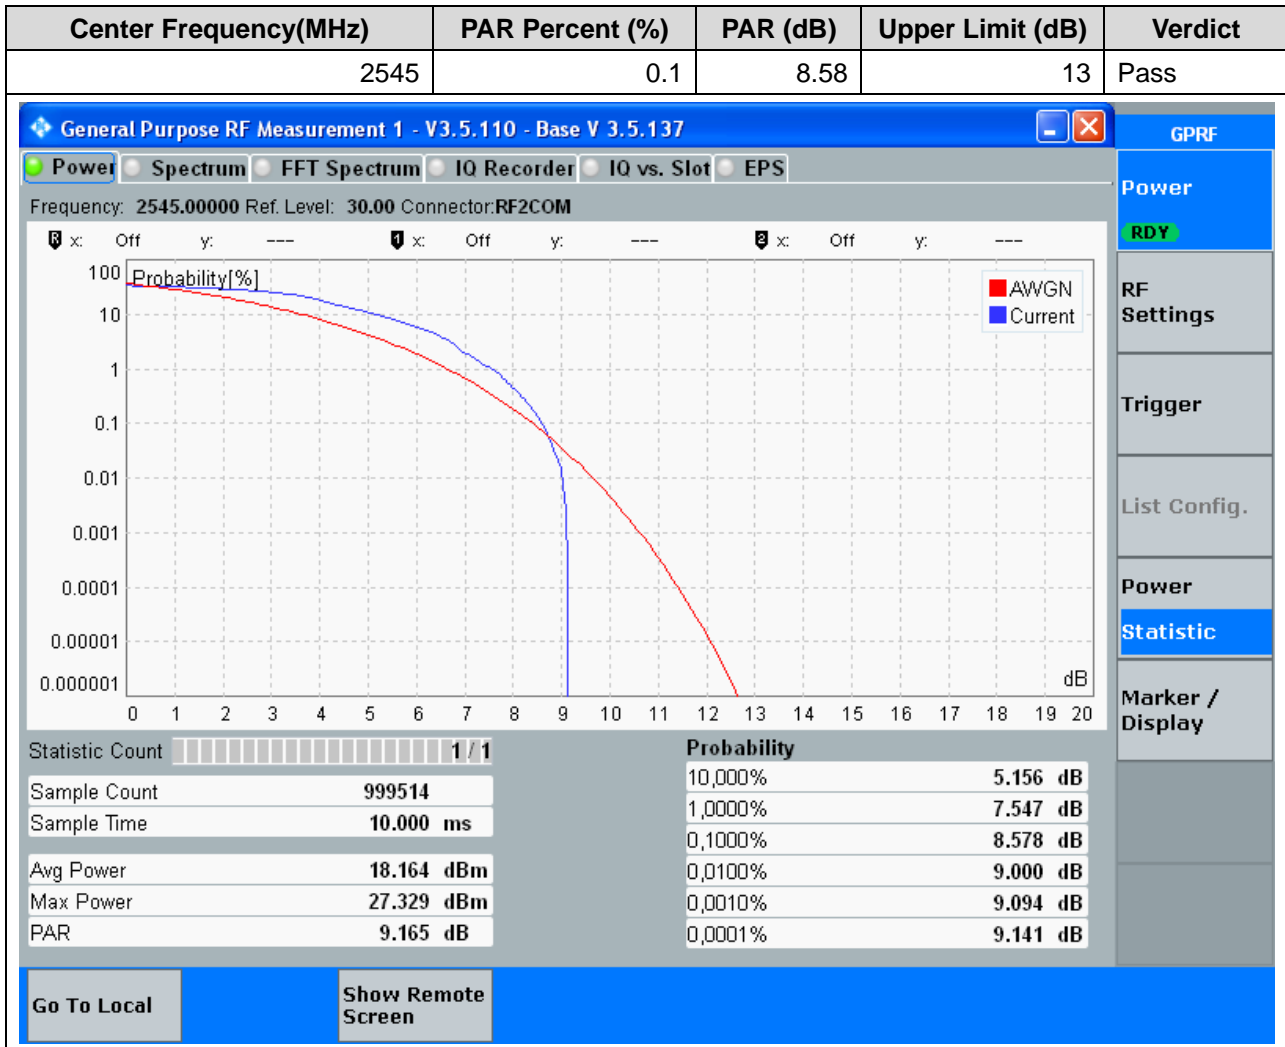 Center Frequency(MHz) PAR Percent (%) PAR (dB) Upper Limit (dB) Verdict
2545 0.1 8.58 13 Pass
General Purpose RF Measurement 1 - V3.5.110 - Base V 3.5.137
GPRF
Power Spectrum FFT Spectrum IQ Recorder IQ vs. Slot EPS
Power
RDY
Frequency: 2545.00000 Ref. Level: 30.00 Connector:RF2COM
R x: Off y: --- 1 x: Off y: --- 2 x: Off y: ---
Probability[%]
AWGN
Current
100
10
1
0.1
0.01
0.001
0.0001
0.00001
0.000001
dB
0 1 2 3 4 5 6 7 8 9 10 11 12 13 14 15 16 17 18 19 20
RF
Settings
Trigger
List Config.
Power
Statistic
Marker /
Display
Statistic Count 1 / 1
Sample Count 999514
Sample Time 10.000 ms
Avg Power 18.164 dBm
Max Power 27.329 dBm
PAR 9.165 dB
Probability
10,000% 5.156 dB
1,0000% 7.547 dB
0,1000% 8.578 dB
0,0100% 9.000 dB
0,0010% 9.094 dB
0,0001% 9.141 dB
Go To Local
Show Remote
Screen